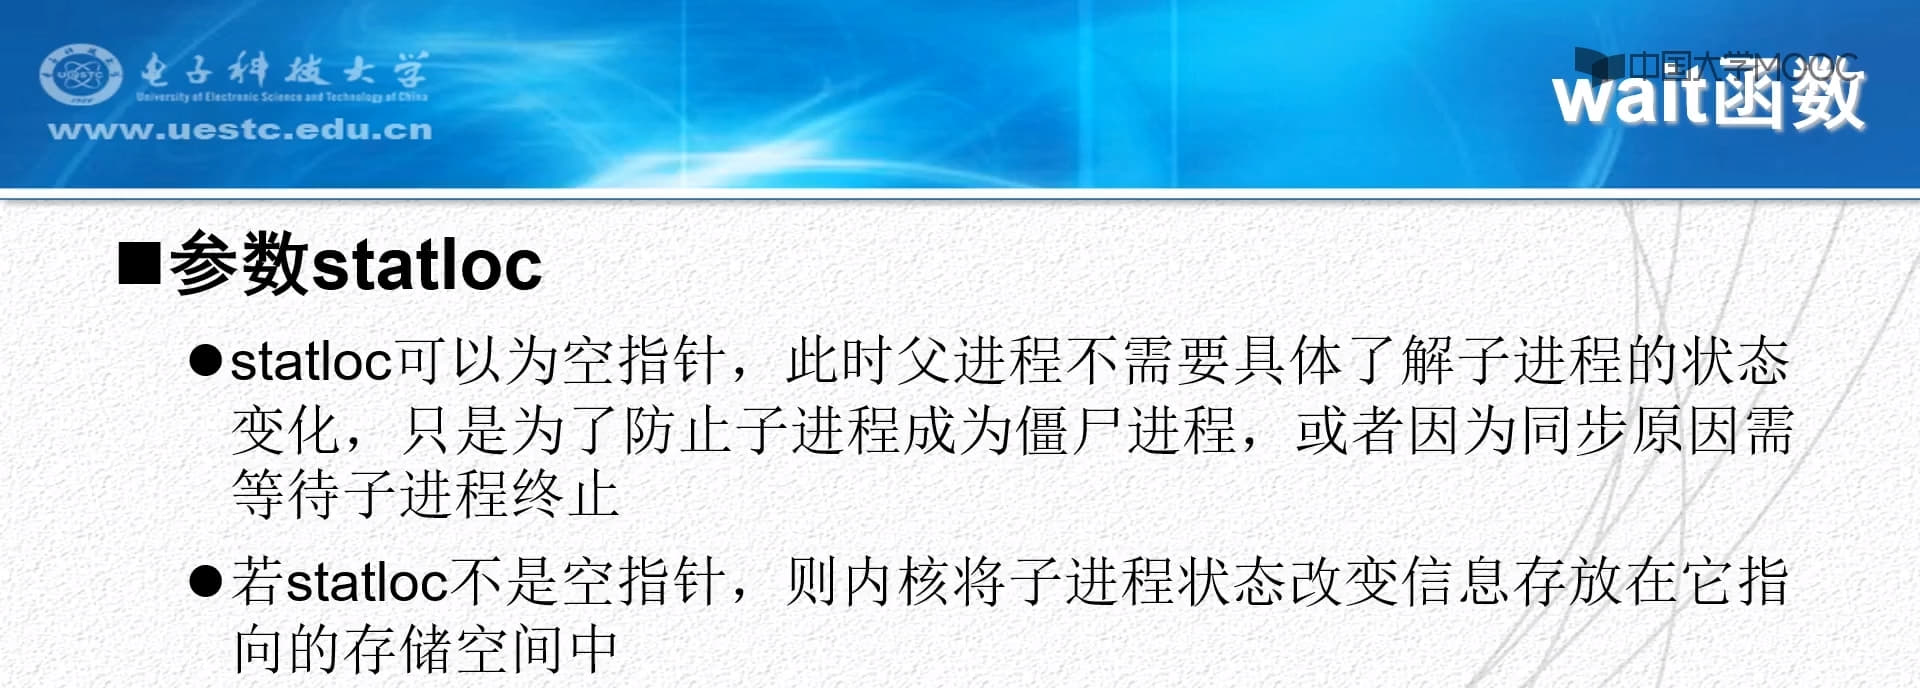 电子科技大学
University of Electronic Science and Technology of China
www.uestc.edu.cn
中国大学MOOC
wait函数
■参数statloc
●statloc可以为空指针，此时父进程不需要具体了解子进程的状态
变化，只是为了防止子进程成为僵尸进程，或者因为同步原因需
等待子进程终止
●若statloc不是空指针，则内核将子进程状态改变信息存放在它指
向的存储空间中